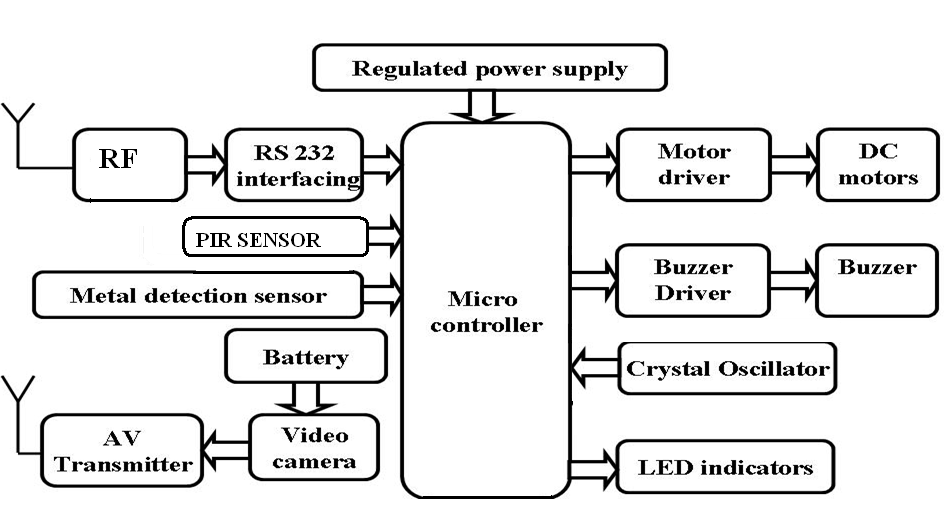 Regulated power supply
RF
RS 232
interfacing
Motor
driver
DC
motors
PIR SENSOR
Metal detection sensor
Micro
controller
Buzzer
Driver
Buzzer
Battery
Crystal Oscillator
AV
Transmitter
Video
camera
LED indicators